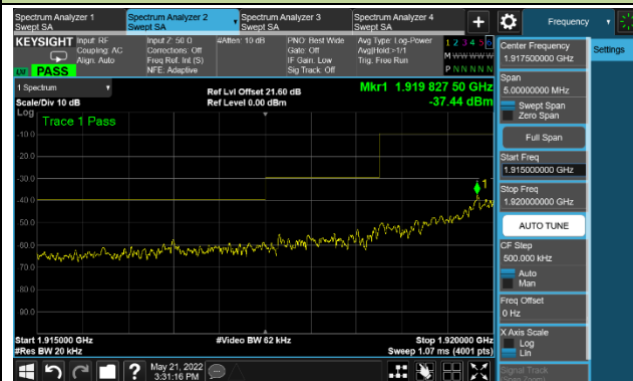 Spectrum Analyzer 1
Swept SA
Spectrum Analyzer 2
Swept SA
Spectrum Analyzer 3
Swept SA
Spectrum Analyzer 4
Swept SA
Frequency
KEYSIGHT
Input: RF
Coupling: AC
Align: Auto
Input Z: 50 Ω
Corrections: Off
Freq Ref: Int (S)
NFE: Adaptive
#Atten: 10 dB
PNO: Best Wide
Gate: Off
IF Gain: Low
Sig Track: Off
Avg Type: Log-Power
Avg|Hold:>1/1
Trig: Free Run
1 2 3 4 5 6
M W W W W W
P N N N N N
PASS
1 Spectrum
Scale/Div 10 dB
Ref Lvl Offset 21.60 dB
Ref Level 0.00 dBm
Mkr1 1.919 827 50 GHz
-37.44 dBm
Log
Trace 1 Pass
1
-10.0
-20.0
-30.0
-40.0
-50.0
-60.0
-70.0
-80.0
-90.0
Start 1.915000 GHz
#Res BW 20 kHz
#Video BW 62 kHz
Stop 1.920000 GHz
Sweep 1.07 ms (4001 pts)
May 21, 2022
3:31:16 PM
Center Frequency
1.917500000 GHz
Settings
Span
5.00000000 MHz
Swept Span
Zero Span
Full Span
Start Freq
1.915000000 GHz
Stop Freq
1.920000000 GHz
AUTO TUNE
CF Step
500.000 kHz
Auto
Man
Freq Offset
0 Hz
X Axis Scale
Log
Lin
Signal Track